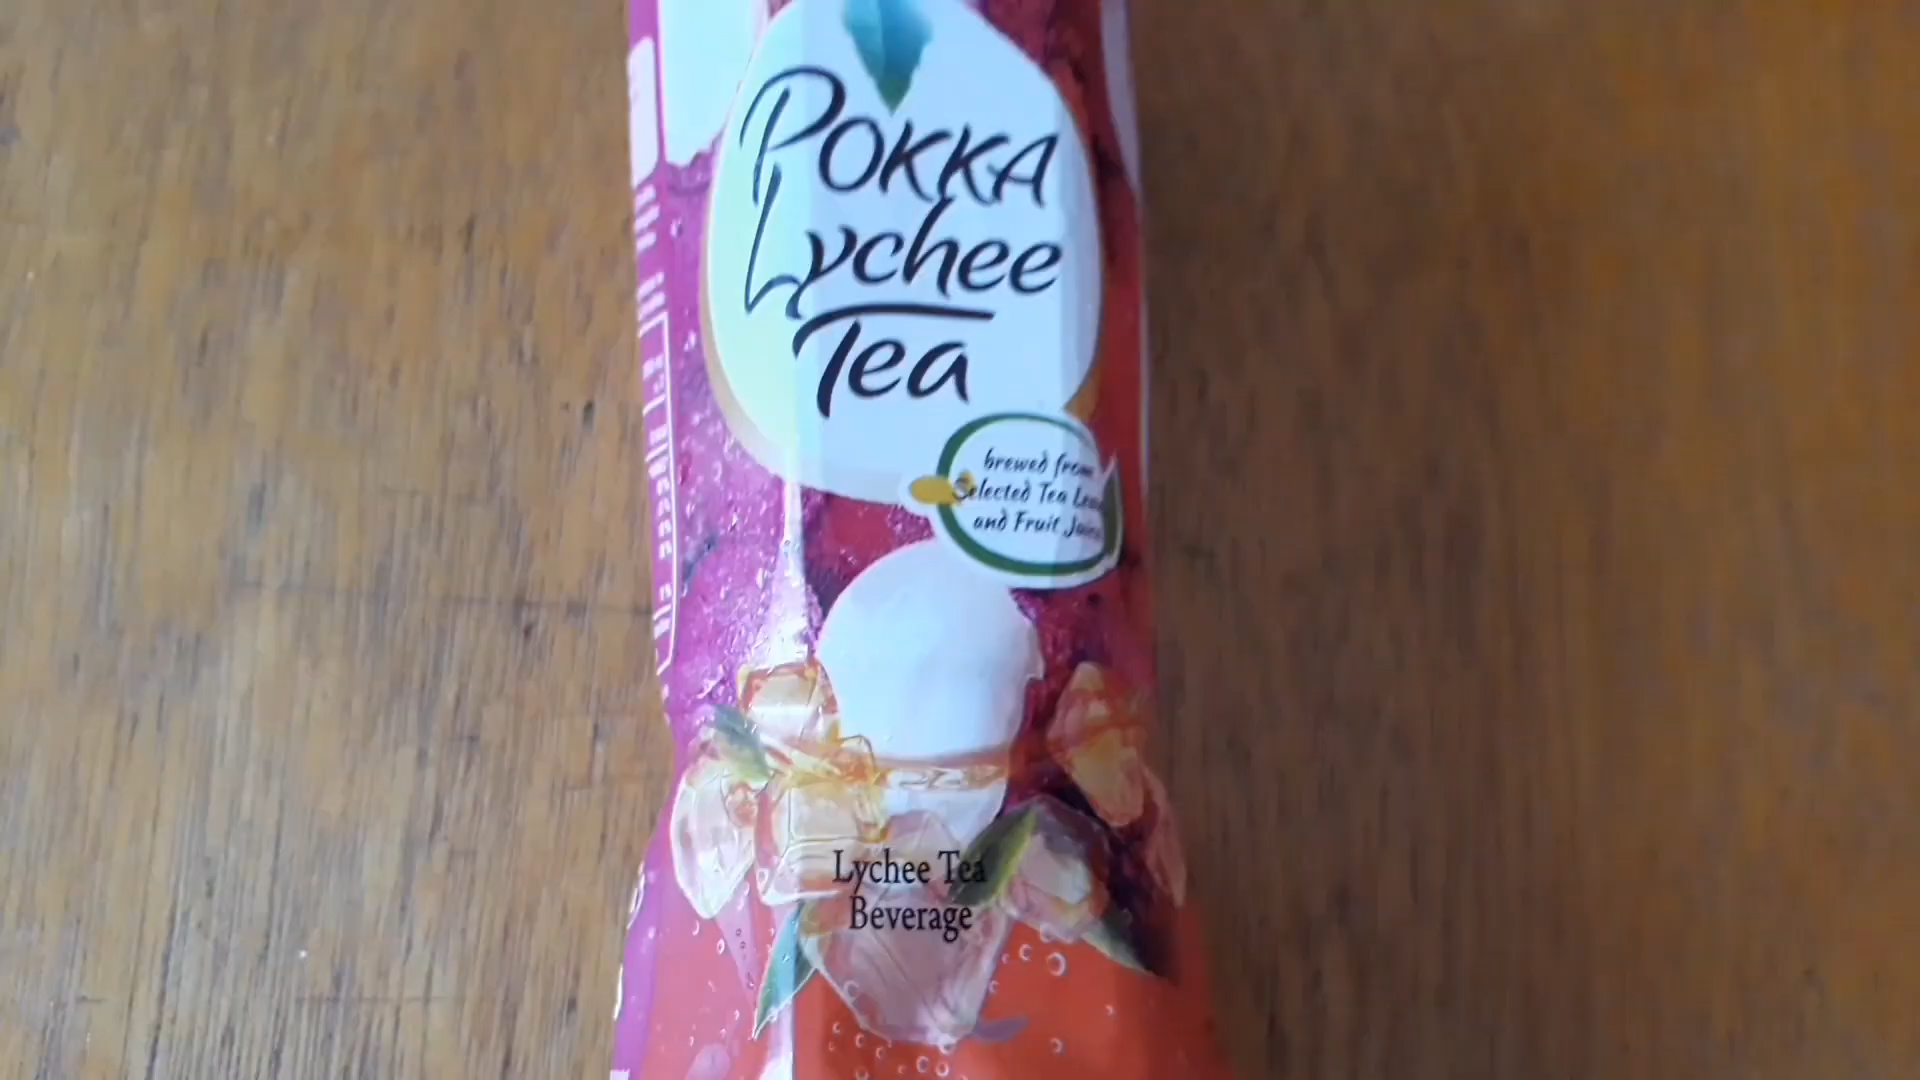 POKKA
Lychee
Tea
brewed from
Selected Tea
and Fruit
Lychee Tea
Beverage